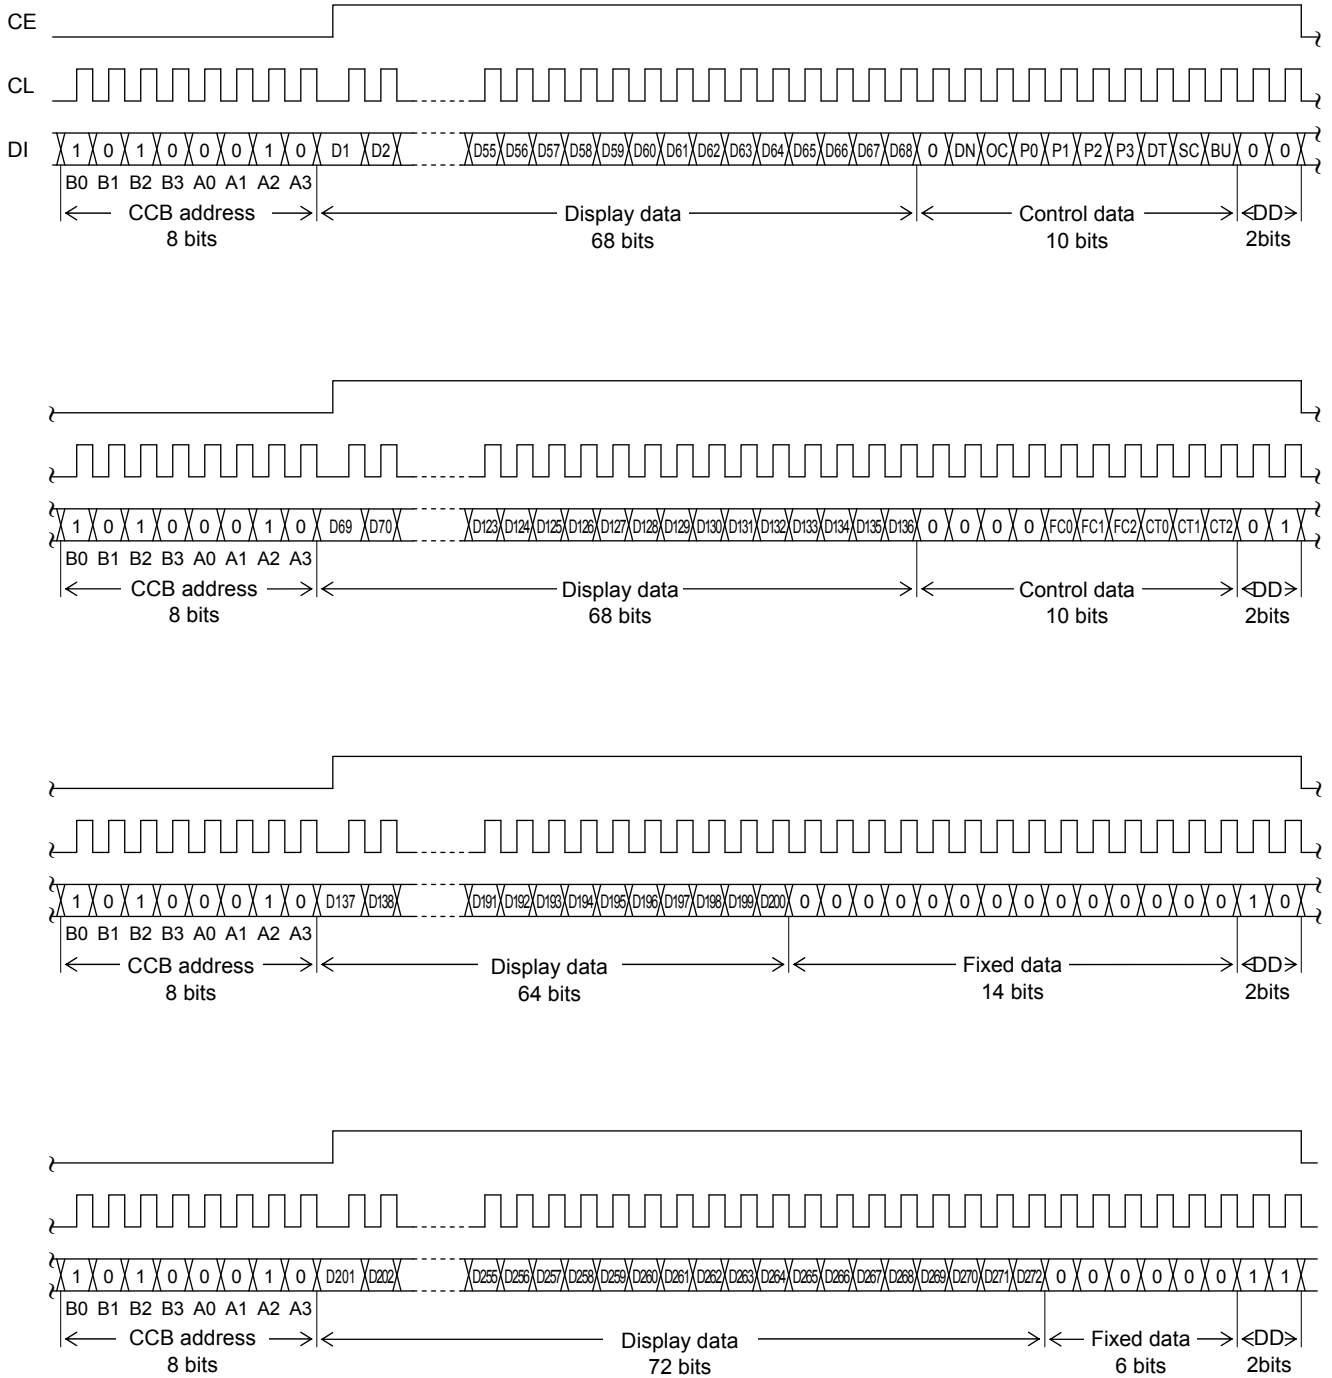 CE
CL
DI 1 0 1 0 0 0 1 0 D1 D2 D55 D56 D57 D58 D59 D60 D61 D62 D63 D64 D65 D66 D67 D68 0 DN OC P0 P1 P2 P3 DT SC BU 0 0
B0 B1 B2 B3 A0 A1 A2 A3
CCB address Display data Control data DD
8 bits 68 bits 10 bits 2bits
1 0 1 0 0 0 1 0 D69 D70 D123 D124 D125 D126 D127 D128 D129 D130 D131 D132 D133 D134 D135 D136 0 0 0 0 FC0 FC1 FC2 CT0 CT1 CT2 0 1
B0 B1 B2 B3 A0 A1 A2 A3
CCB address Display data Control data DD
8 bits 68 bits 10 bits 2bits
1 0 1 0 0 0 1 0 D137 D138 D191 D192 D193 D194 D195 D196 D197 D198 D199 D200 0 0 0 0 0 0 0 0 0 0 0 0 0 0 1 0
B0 B1 B2 B3 A0 A1 A2 A3
CCB address Display data Fixed data DD
8 bits 64 bits 14 bits 2bits
1 0 1 0 0 0 1 0 D201 D202 D255 D256 D257 D258 D259 D260 D261 D262 D263 D264 D265 D266 D267 D268 D269 D270 D271 D272 0 0 0 0 0 0 1 1
B0 B1 B2 B3 A0 A1 A2 A3
CCB address Display data Fixed data DD
8 bits 72 bits 6 bits 2bits